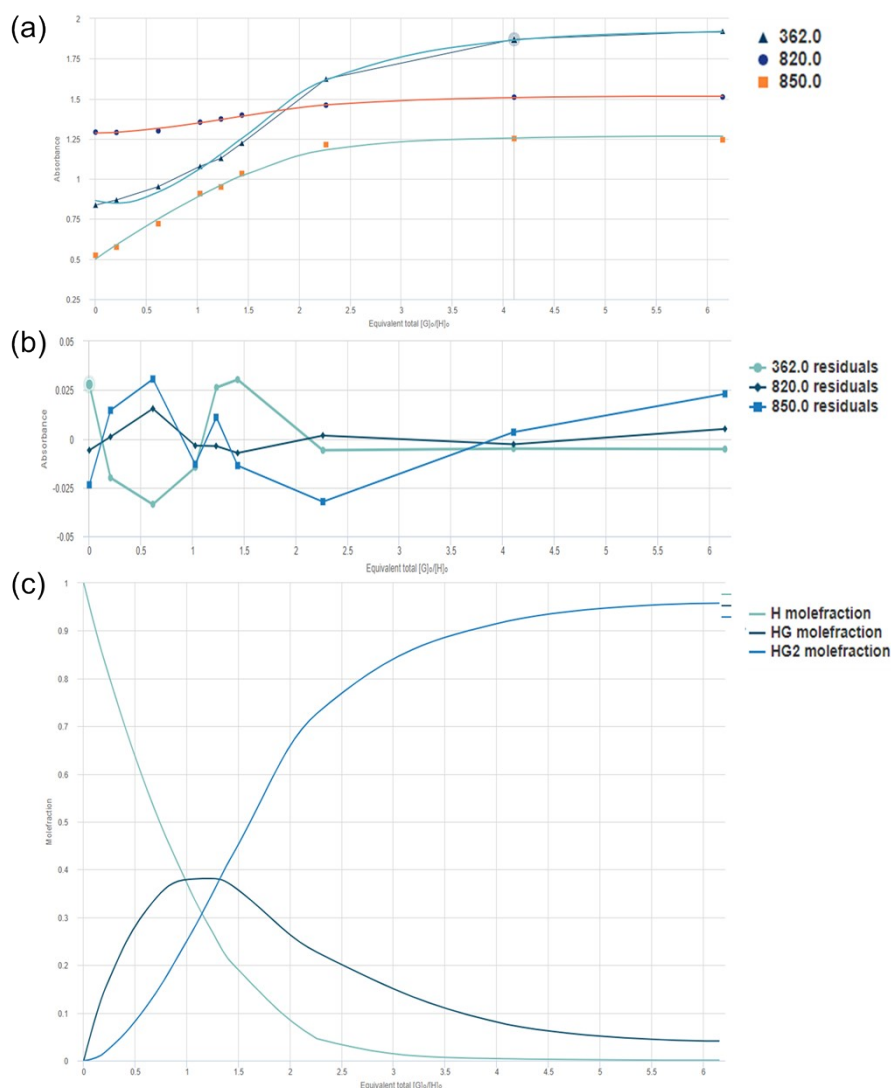 (a)
2
1.75
1.5
1.25
1
0.75
0.5
0.25
Absorbance
0 0.5 1 1.5 2 2.5 3 3.5 4 4.5 5 5.5 6
Equivalent total [G]₀/[H]₀
362.0
820.0
850.0
(b)
0.05
0.025
0
-0.025
-0.05
Absorbance
0 0.5 1 1.5 2 2.5 3 3.5 4 4.5 5 5.5 6
Equivalent total [G]₀/[H]₀
362.0 residuals
820.0 residuals
850.0 residuals
(c)
1
0.9
0.8
0.7
0.6
0.5
0.4
0.3
0.2
0.1
0
Molefraction
0 0.5 1 1.5 2 2.5 3 3.5 4 4.5 5 5.5 6
Equivalent total [G]₀/[H]₀
H molefraction
HG molefraction
HG2 molefraction